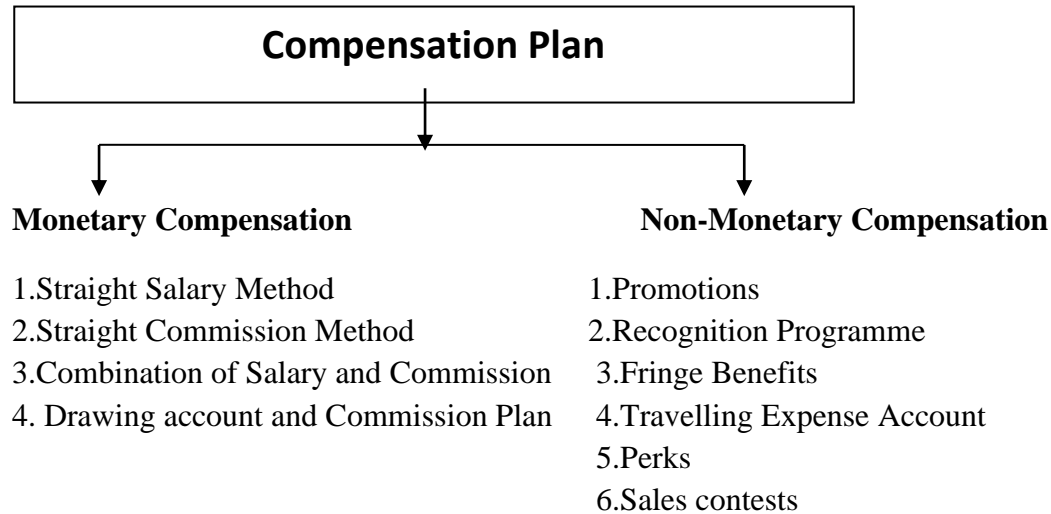 Compensation Plan
Monetary Compensation
Non-Monetary Compensation
1.Straight Salary Method
2.Straight Commission Method
3.Combination of Salary and Commission
4. Drawing account and Commission Plan
1.Promotions
2.Recognition Programme
3.Fringe Benefits
4.Travelling Expense Account
5.Perks
6.Sales contests